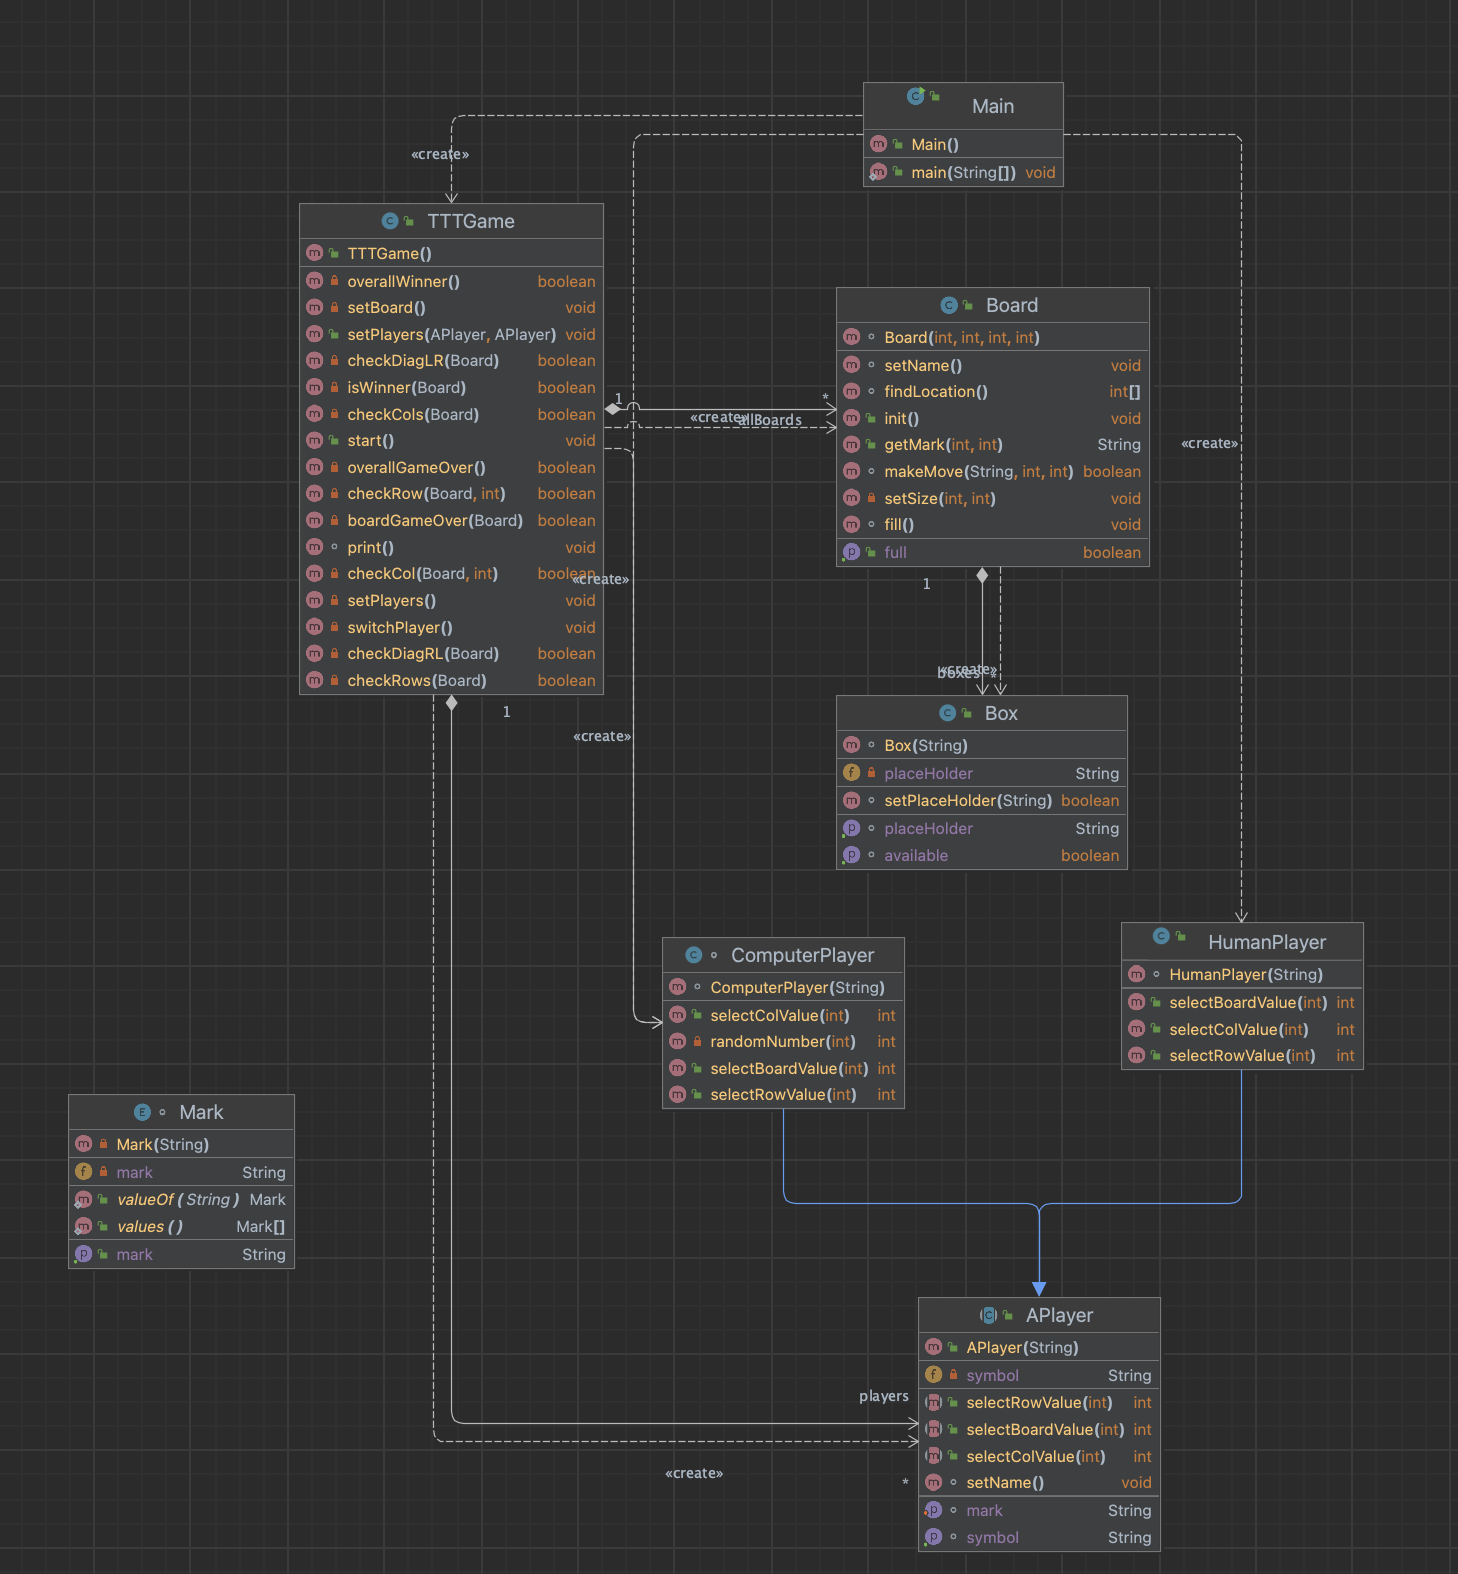 Main
Main()
main(String[]) void
«create»
TTTGame
TTTGame()
overallWinner() boolean
setBoard() void
setPlayers(APlayer, APlayer) void
checkDiagLR(Board) boolean
isWinner(Board) boolean
checkCols(Board) boolean
start() void
overallGameOver() boolean
checkRow(Board, int) boolean
boardGameOver(Board) boolean
print() void
checkCol(Board, int) boolean
setPlayers() void
switchPlayer() void
checkDiagRL(Board) boolean
checkRows(Board) boolean
Board
Board(int, int, int, int)
setName() void
findLocation() int[]
init() void
getMark(int, int) String
makeMove(String, int, int) boolean
setSize(int, int) void
fill() void
full boolean
1
*
«create»
allBoards
«create»
«create»
1
«create»
boxes *
1
«create»
Box
Box(String)
placeHolder String
setPlaceHolder(String) boolean
placeHolder String
available boolean
ComputerPlayer
ComputerPlayer(String)
selectColValue(int) int
randomNumber(int) int
selectBoardValue(int) int
selectRowValue(int) int
HumanPlayer
HumanPlayer(String)
selectBoardValue(int) int
selectColValue(int) int
selectRowValue(int) int
Mark
Mark(String)
mark String
valueOf(String) Mark
values() Mark[]
mark String
APlayer
APlayer(String)
symbol String
selectRowValue(int) int
selectBoardValue(int) int
selectColValue(int) int
setName() void
mark String
symbol String
players
«create»
*